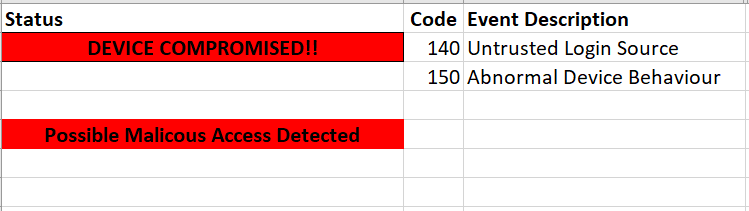 Status Code Event Description
DEVICE COMPROMISED!! 140 Untrusted Login Source
150 Abnormal Device Behaviour
Possible Malicous Access Detected